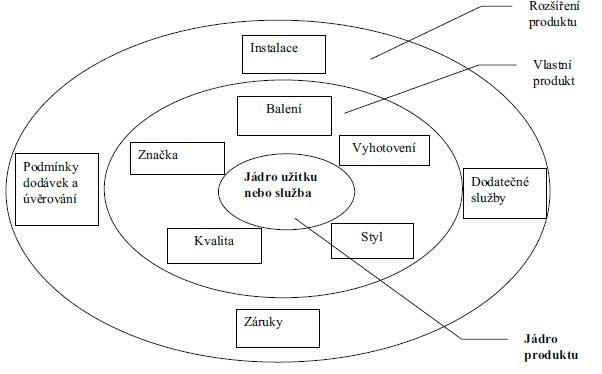 Rozšíření
produktu
Instalace
Vlastní
produkt
Balení
Značka
Vyhotovení
Podmínky
dodávek a
úvěrování
Jádro užitku
nebo služba
Dodatečné
služby
Kvalita
Styl
Záruky
Jádro
produktu